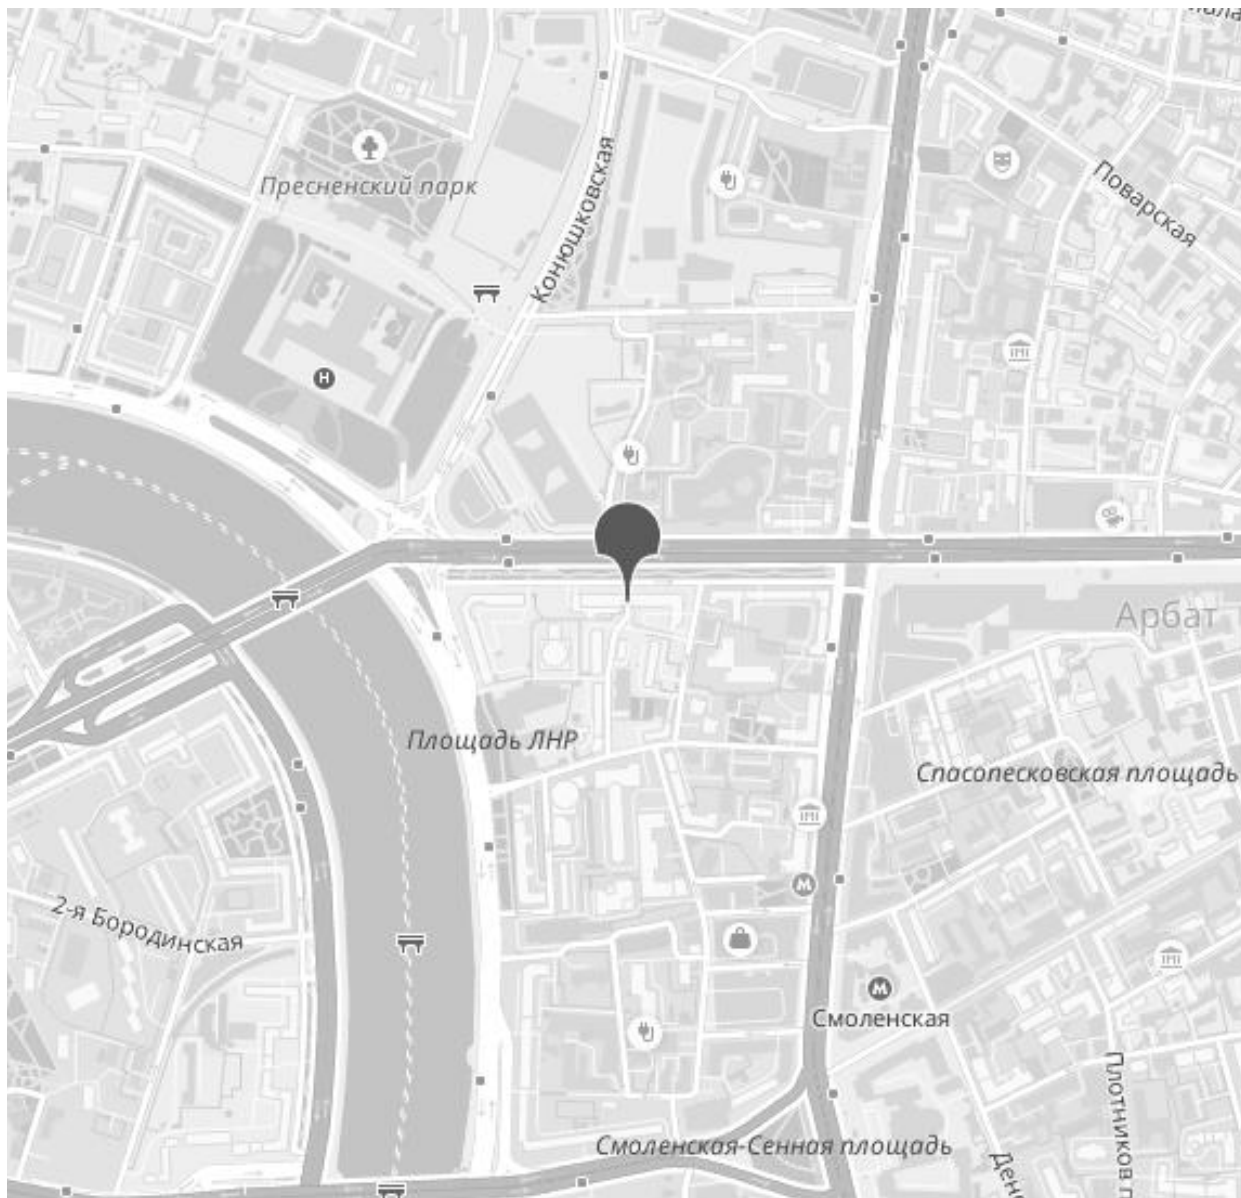 Пресненский парк
Конюшковская
Поварская
Н
Арбат
Площадь ЛНР
Спасопесковская площадь
2-я Бородинская
М
М
Смоленская
Плотников
Смоленская-Сенная площадь